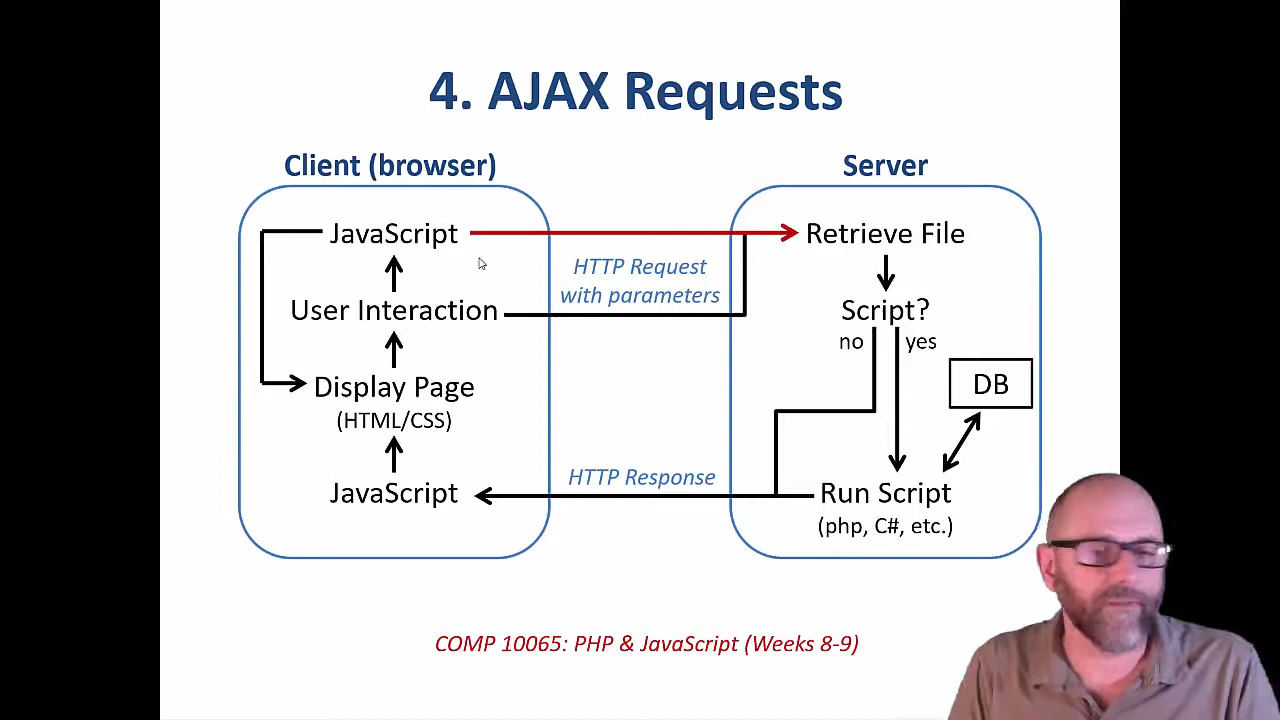 4. AJAX Requests
Client (browser)
Server
JavaScript
Retrieve File
HTTP Request
with parameters
User Interaction
Script?
no
yes
Display Page
(HTML/CSS)
DB
HTTP Response
JavaScript
Run Script
(php, C#, etc.)
COMP 10065: PHP & JavaScript (Weeks 8-9)